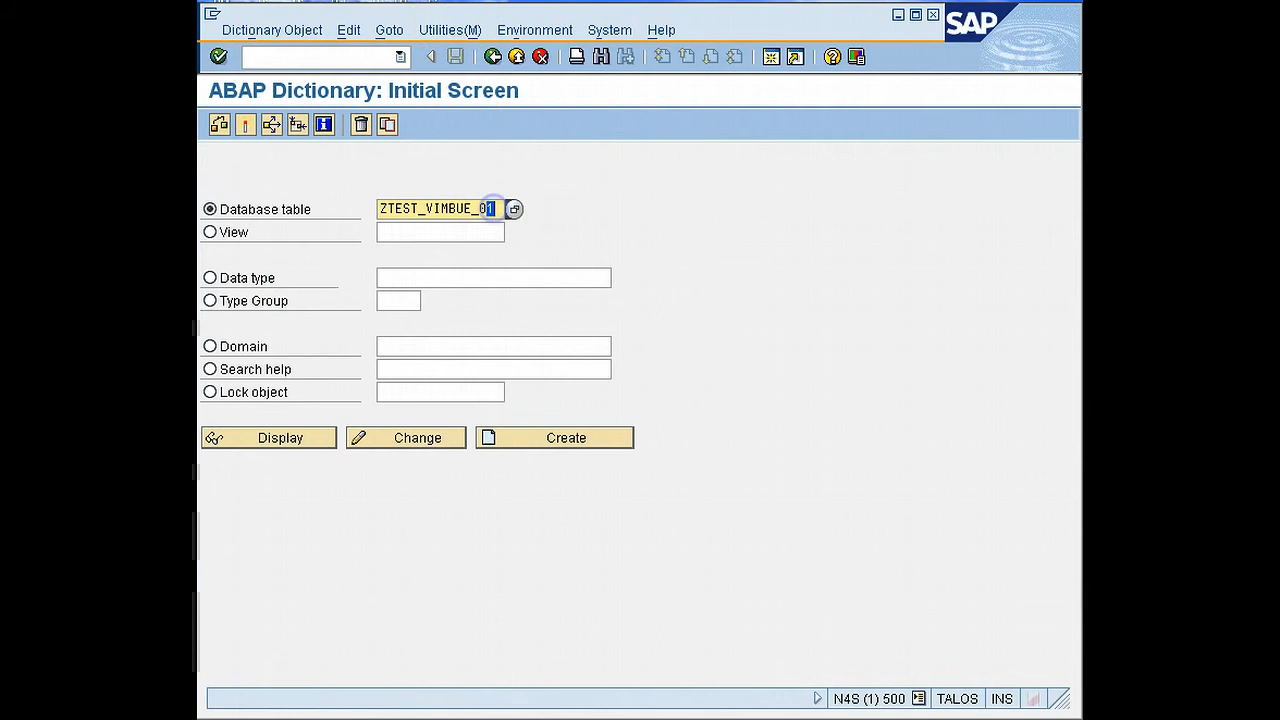 SAP
Dictionary Object Edit Goto Utilities(M) Environment System Help
ABAP Dictionary: Initial Screen
Database table ZTEST_VIMBUE_01
View
Data type
Type Group
Domain
Search help
Lock object
Display Change Create
N4S (1) 500 TALOS INS